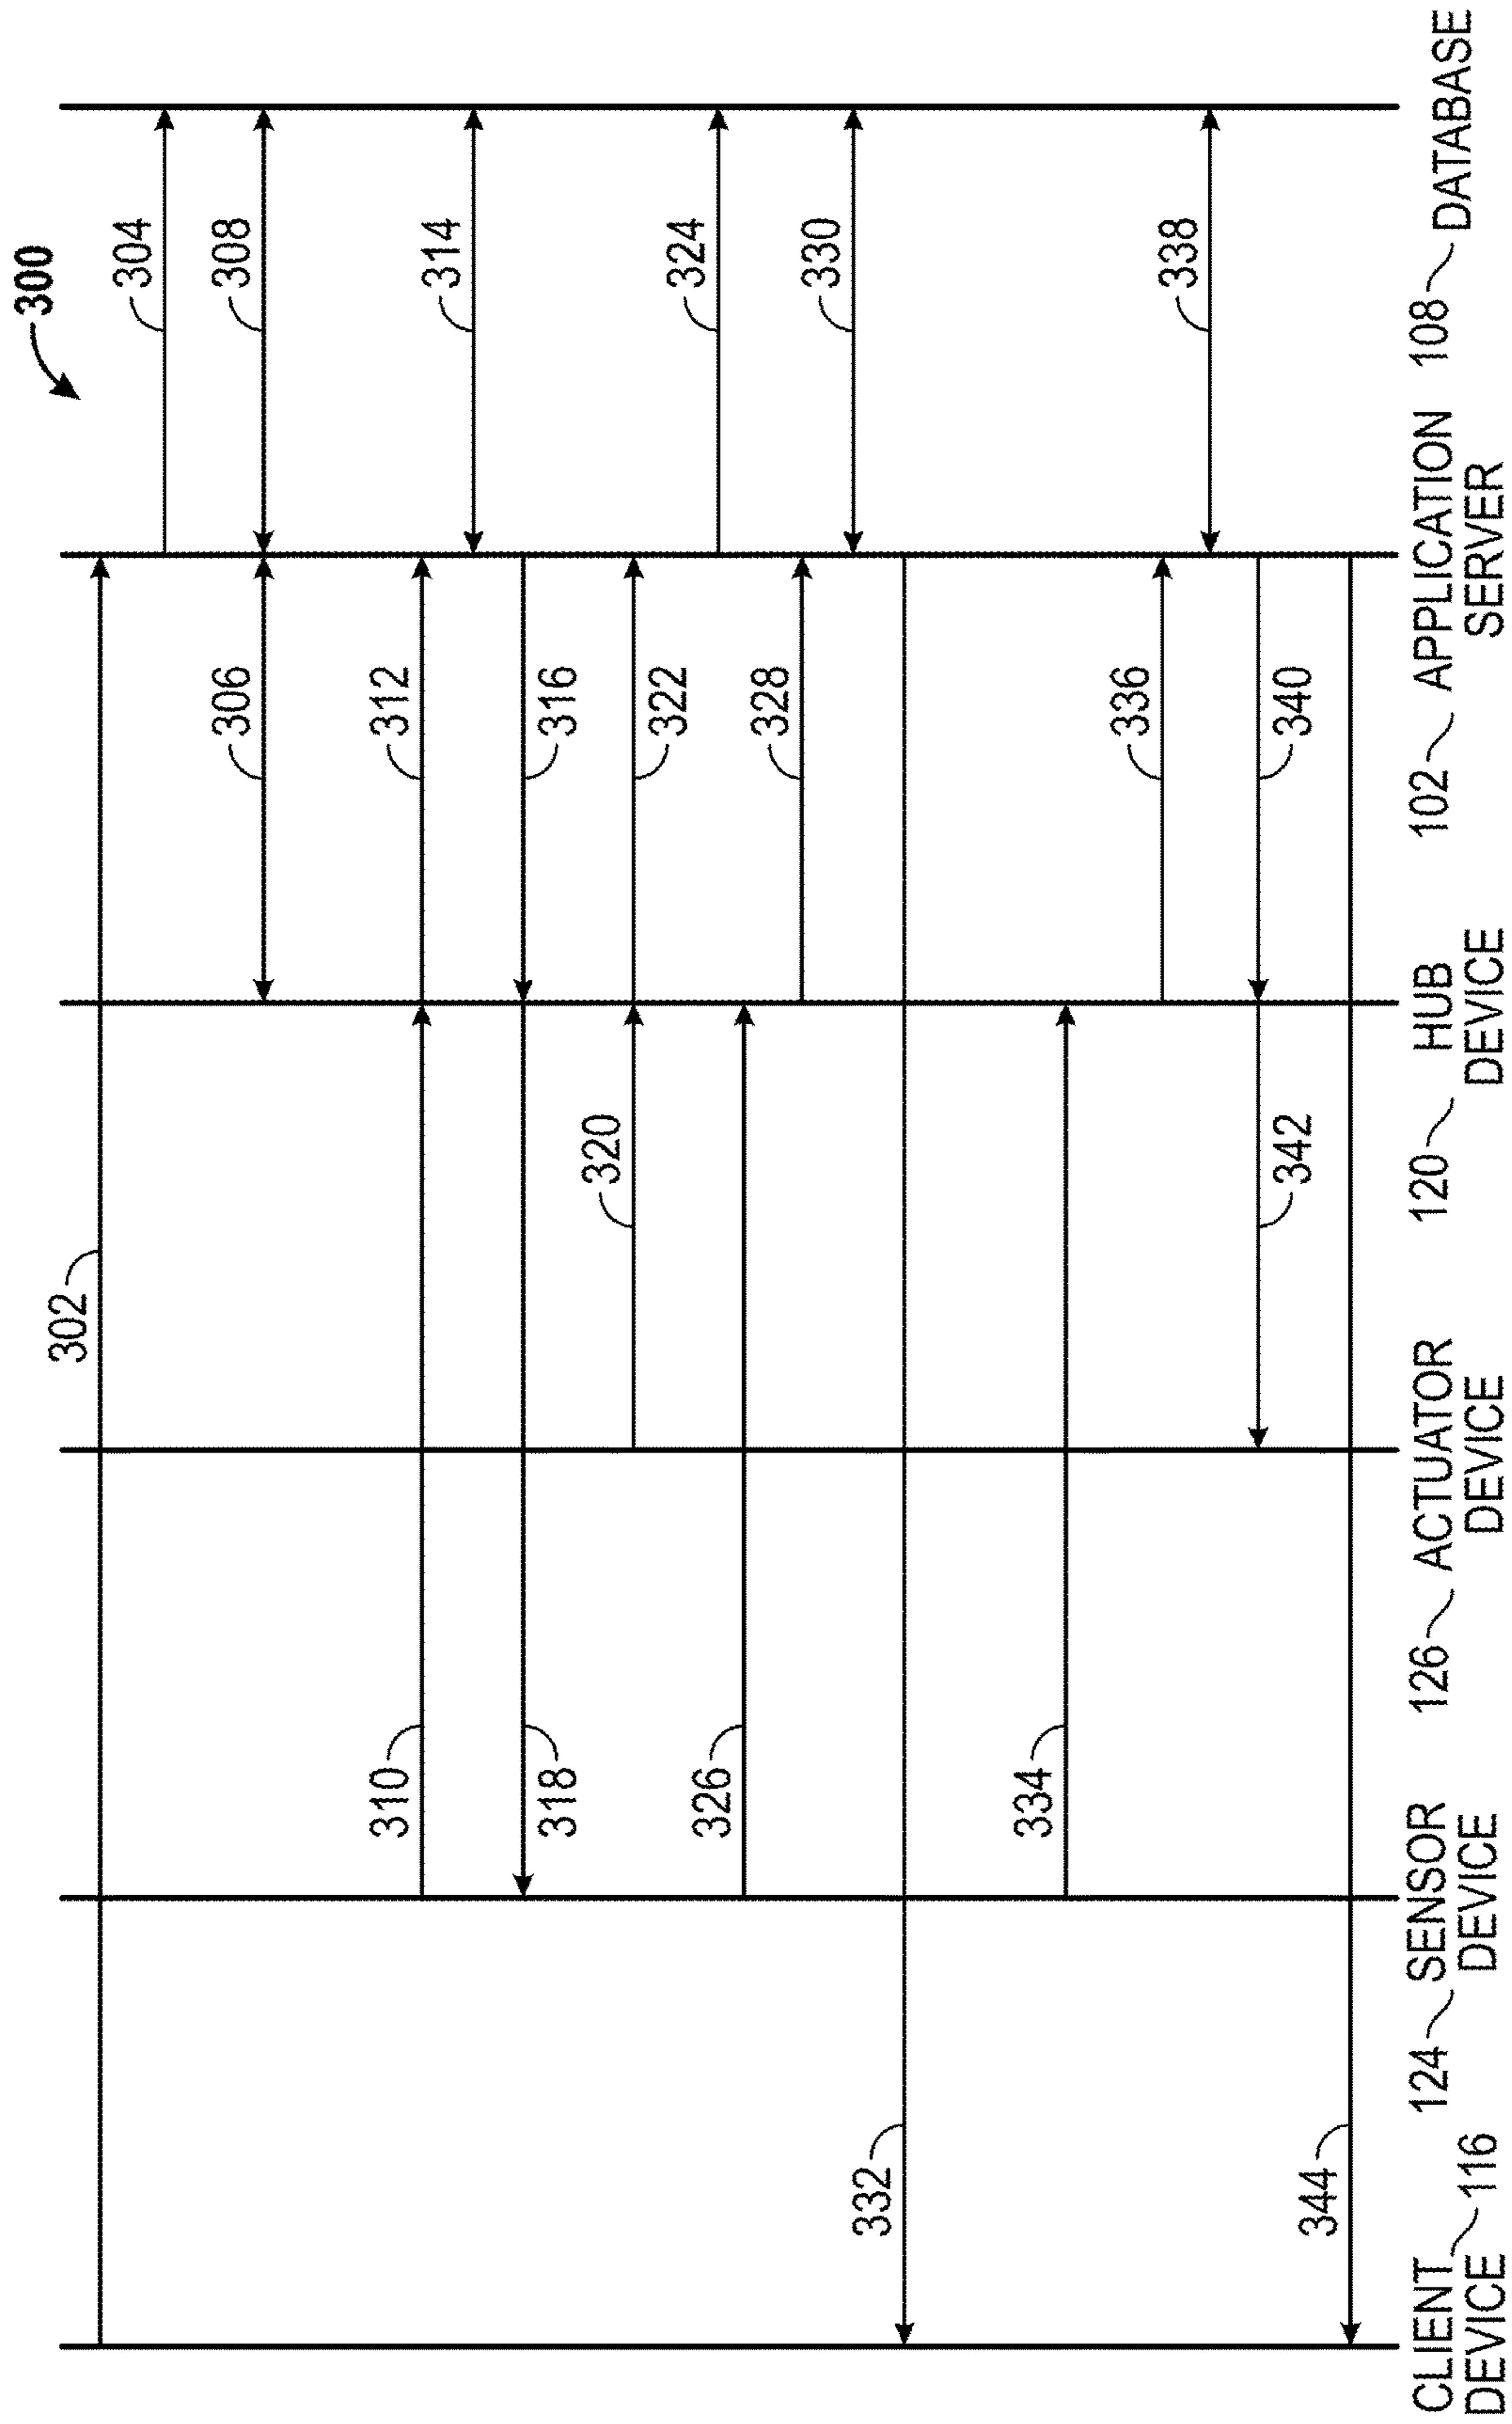 300
302
304
306
308
310
312
314
316
318
320
322
324
326
328
330
332
334
336
338
340
342
344
CLIENT
DEVICE 116
124 SENSOR
DEVICE
126 ACTUATOR
DEVICE
120 HUB
DEVICE
102 APPLICATION
SERVER
108 DATABASE